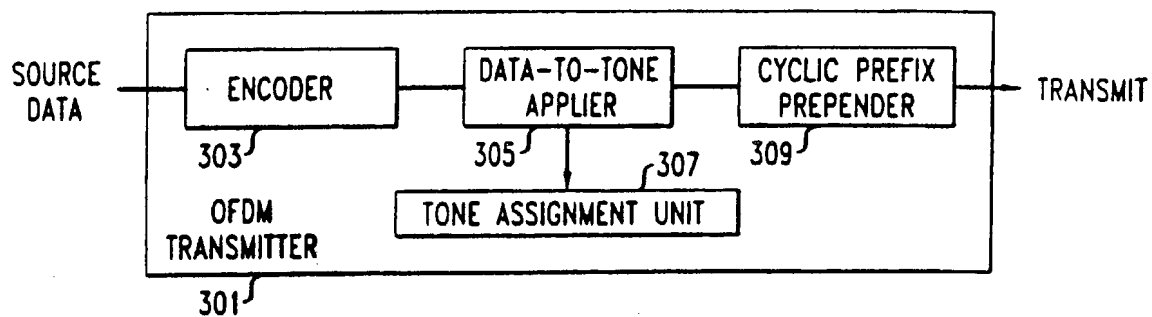 SOURCE
DATA
ENCODER
303
DATA-TO-TONE
APPLIER
305
CYCLIC PREFIX
PREPENDER
309
TRANSMIT
307
TONE ASSIGNMENT UNIT
OFDM
TRANSMITTER
301